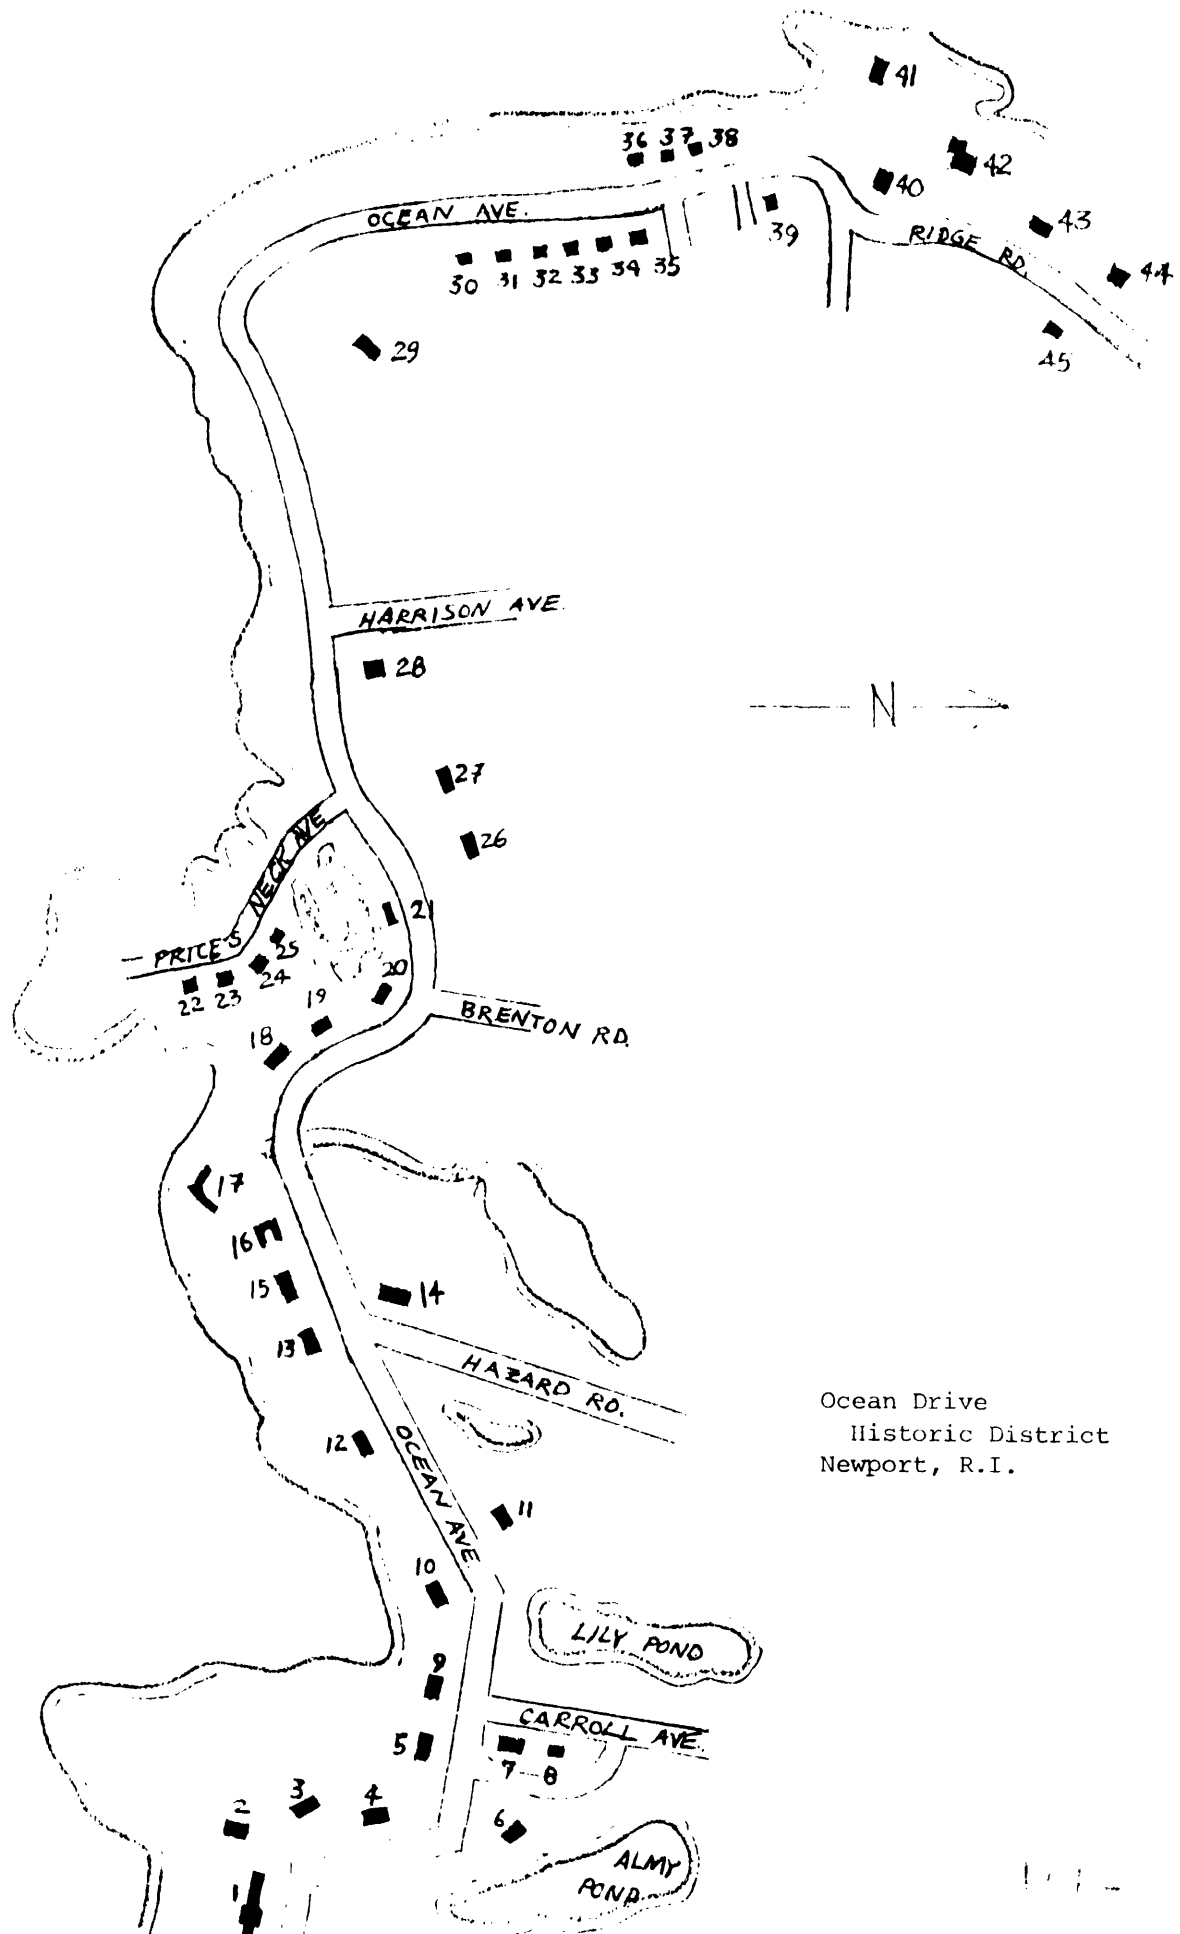 41
36 37 38
42
40
OCEAN AVE.
39
43
RIDGE RD.
44
30 31 32 33 34 35
29
45
HARRISON AVE.
28
N
27
26
PRICE'S NECK AVE
21
25
24
22 23
20
19
18
BRENTON RD.
17
16
15
14
13
HAZARD RD.
Ocean Drive
Historic District
Newport, R.I.
12
OCEAN AVE.
11
10
LILY POND
9
CARROLL AVE.
5
7 8
3
4
2
6
ALMY
POND
1